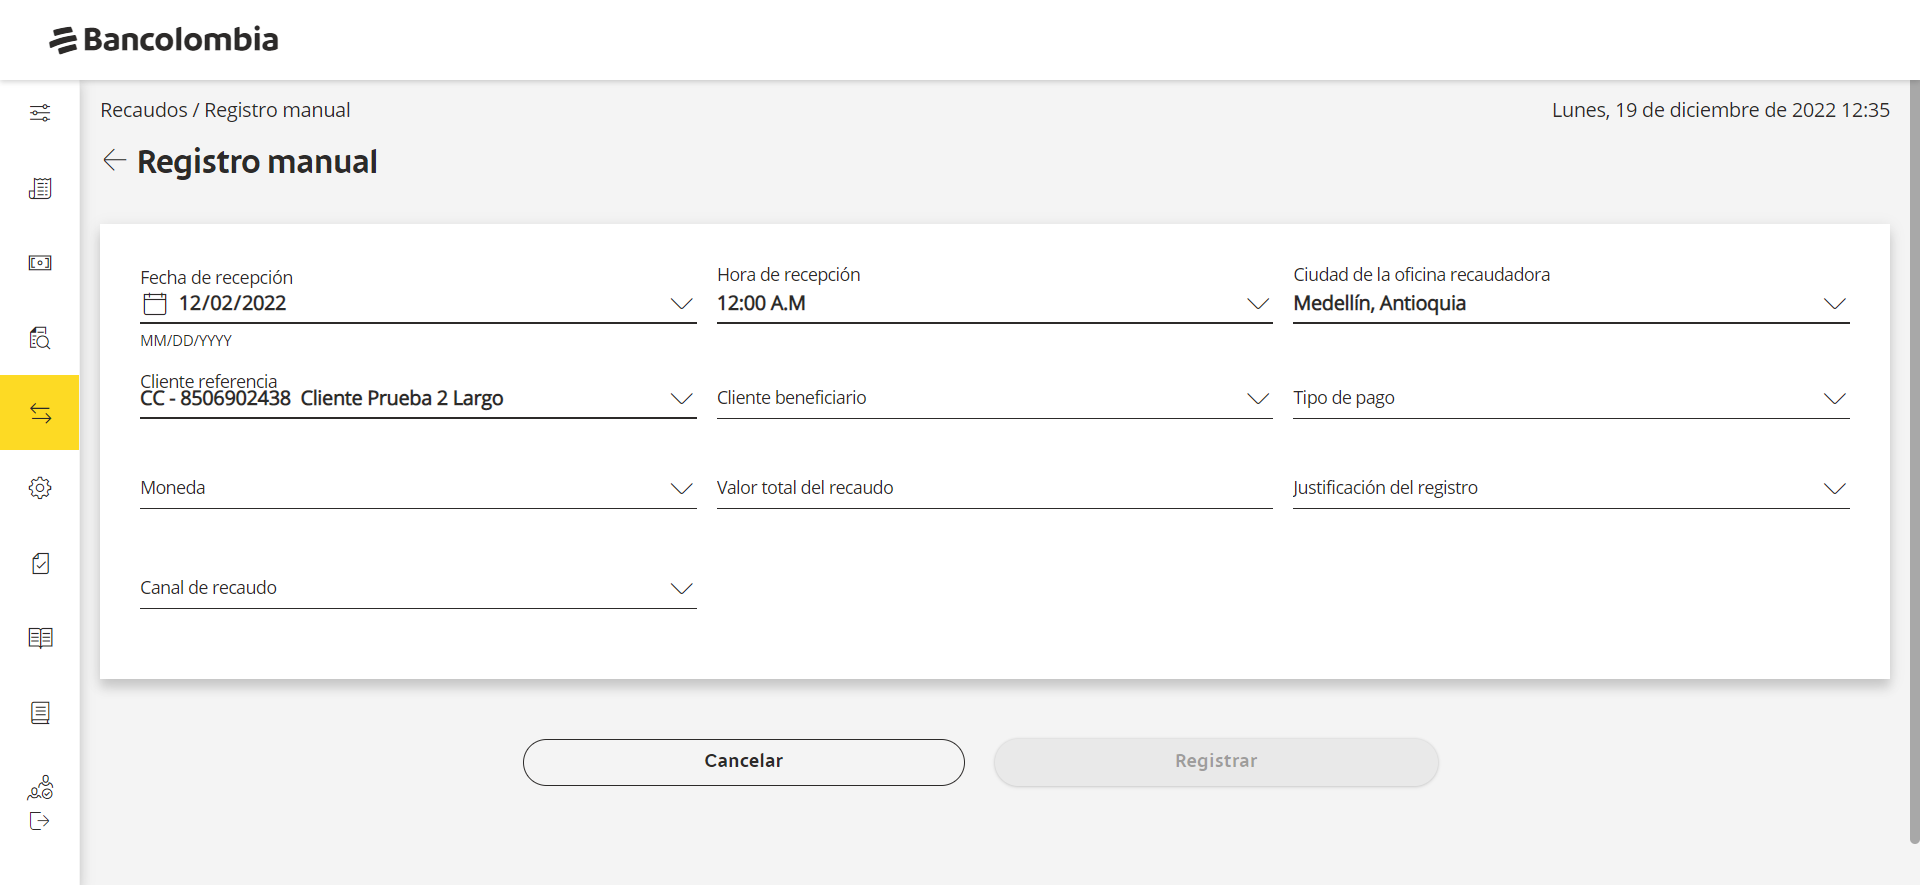 Bancolombia
Recaudos / Registro manual
Lunes, 19 de diciembre de 2022 12:35
Registro manual
Fecha de recepción
12/02/2022
MM/DD/YYYY
Hora de recepción
12:00 A.M
Ciudad de la oficina recaudadora
Medellín, Antioquia
Cliente referencia
CC - 8506902438 Cliente Prueba 2 Largo
Cliente beneficiario
Tipo de pago
Moneda
Valor total del recaudo
Justificación del registro
Canal de recaudo
Cancelar
Registrar